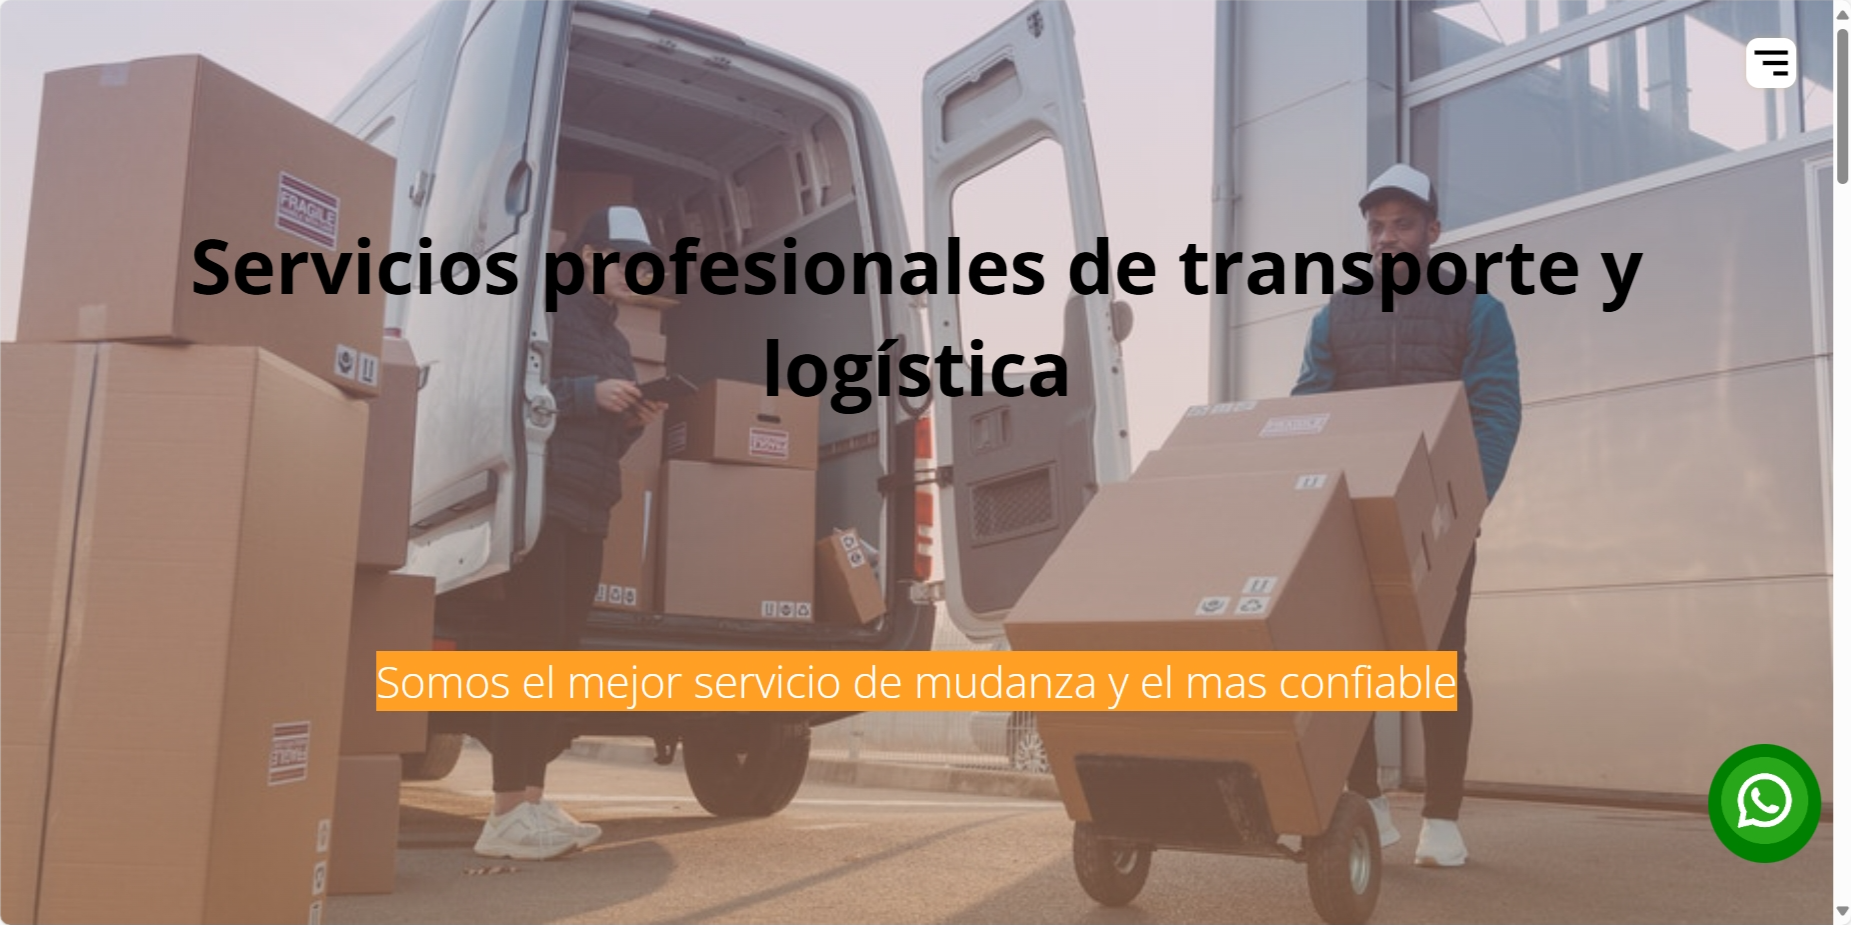 FRAGILE
Servicios profesionales de transporte y
logística
Somos el mejor servicio de mudanza y el mas confiable